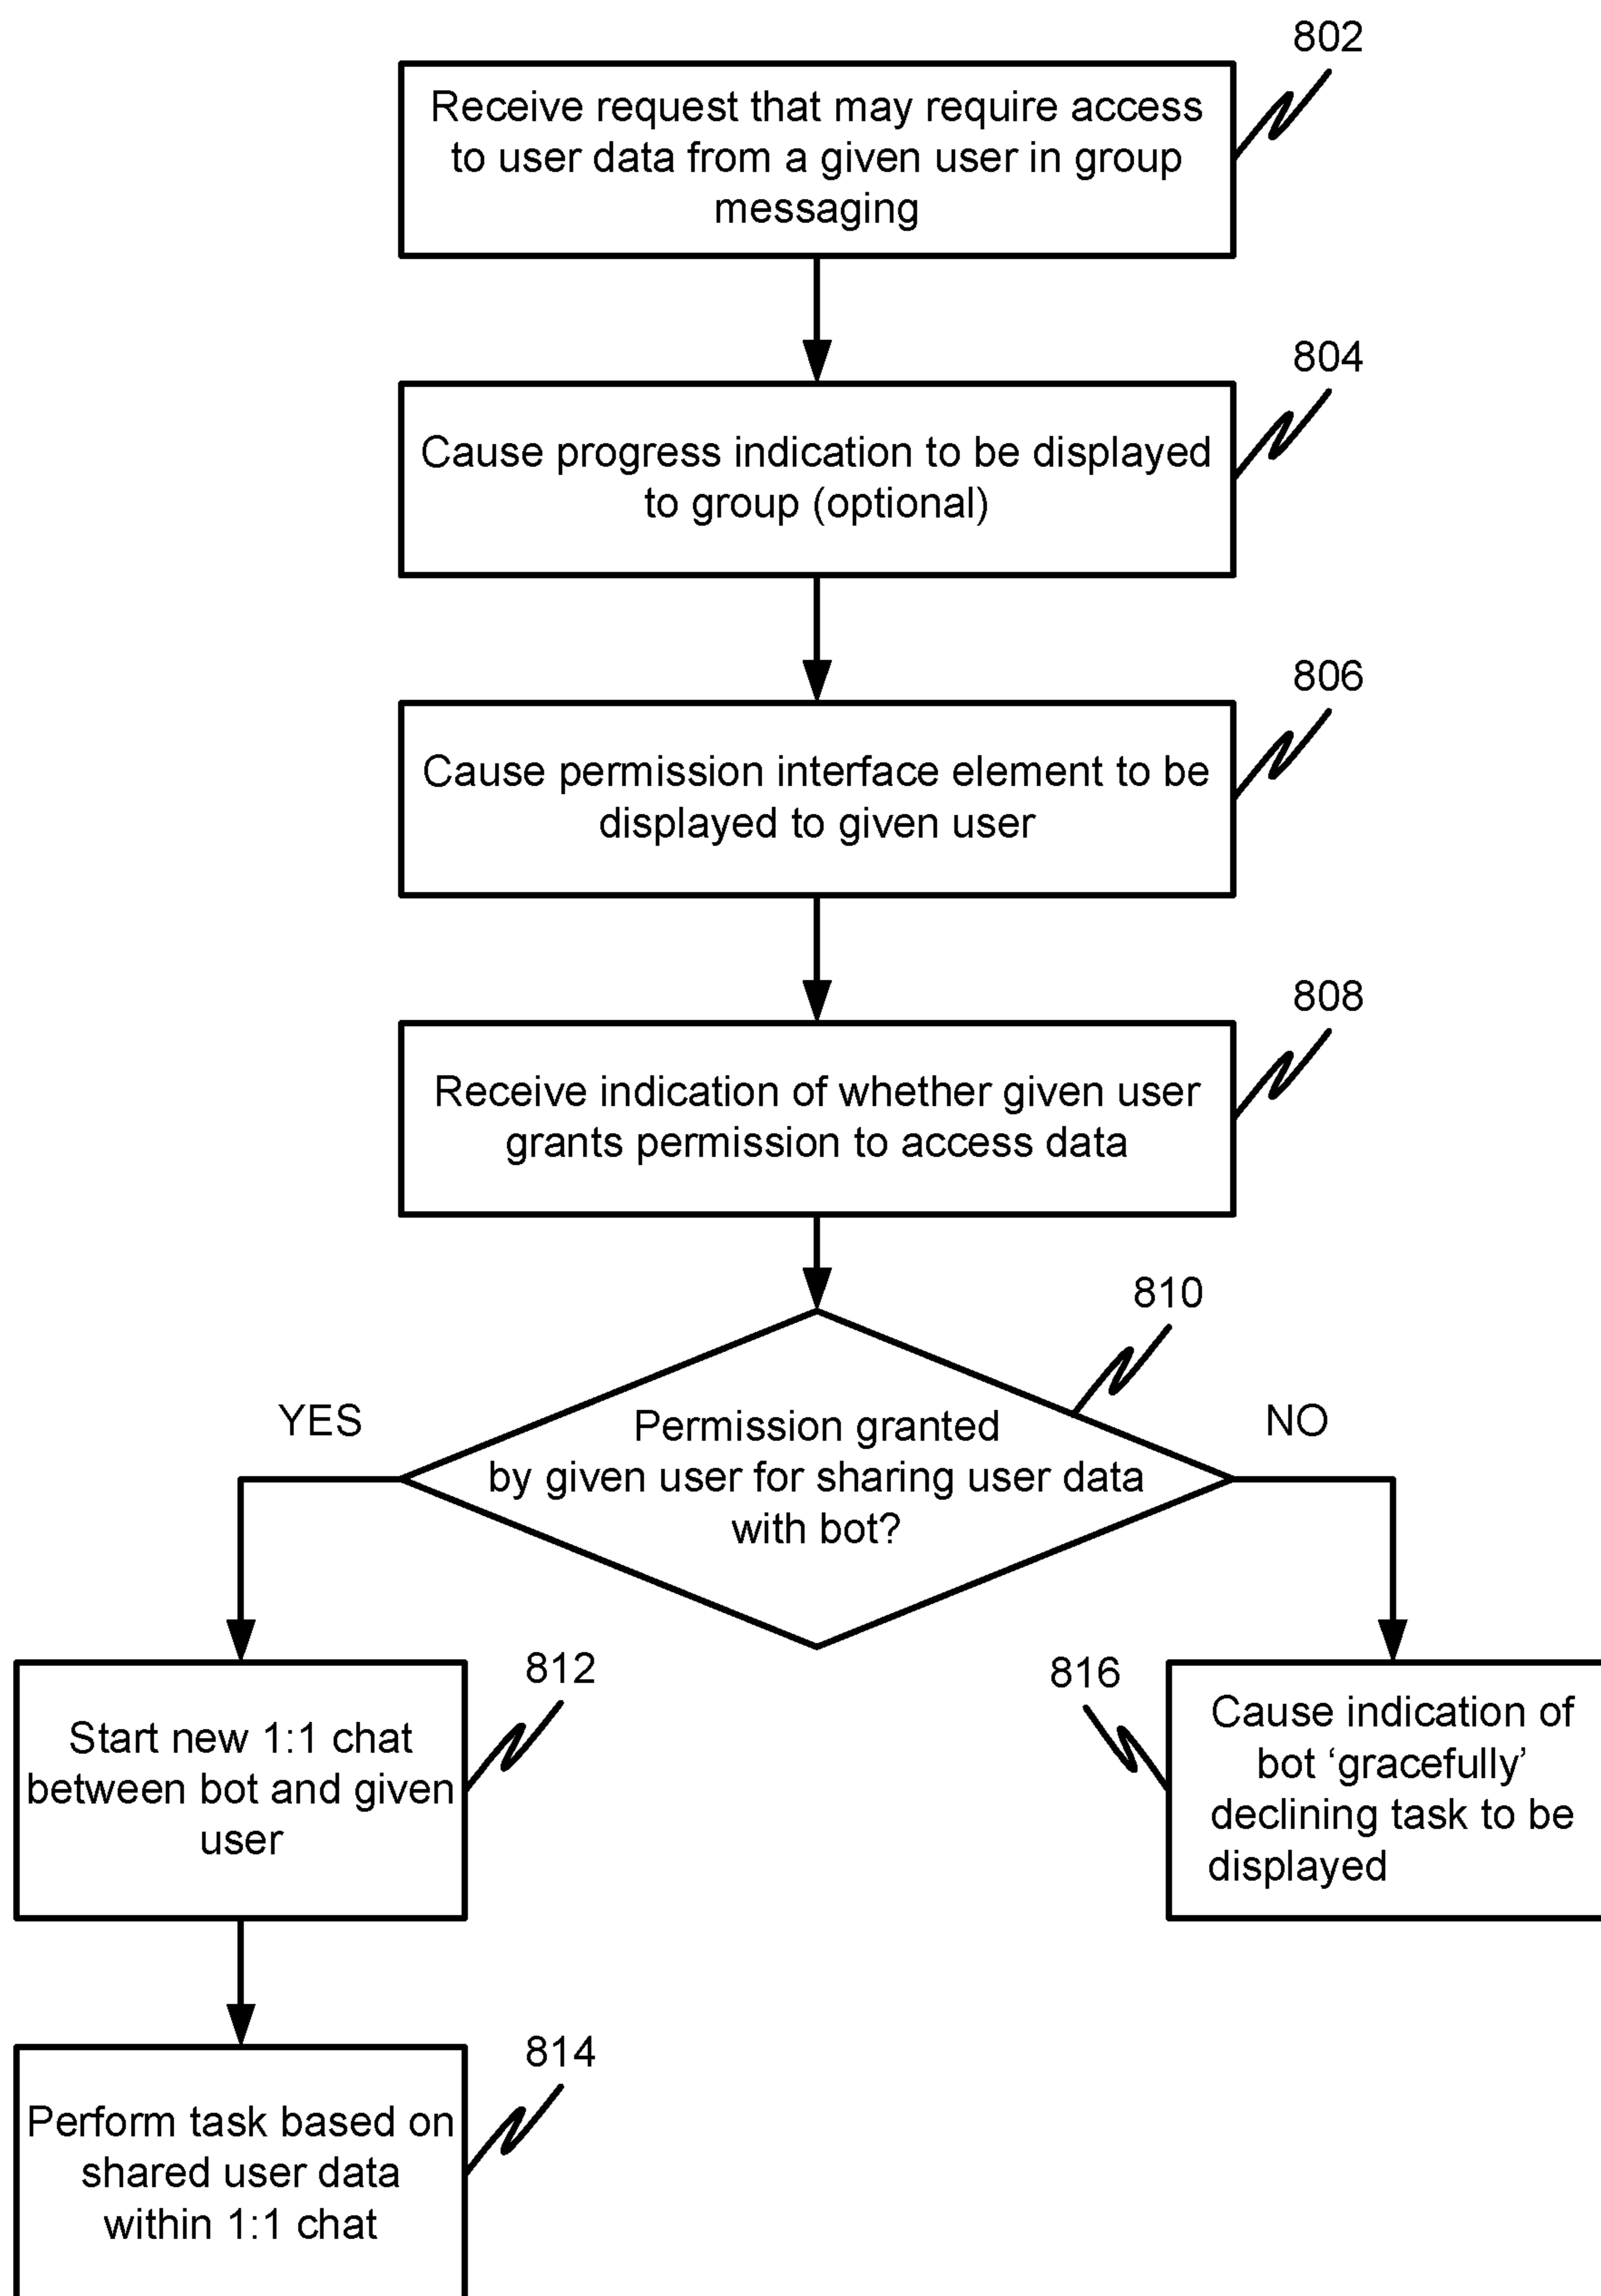 802
Receive request that may require access
to user data from a given user in group
messaging
804
Cause progress indication to be displayed
to group (optional)
806
Cause permission interface element to be
displayed to given user
808
Receive indication of whether given user
grants permission to access data
810
YES
NO
Permission granted
by given user for sharing user data
with bot?
812
Start new 1:1 chat
between bot and given
user
816
Cause indication of
bot ‘gracefully’
declining task to be
displayed
814
Perform task based on
shared user data
within 1:1 chat